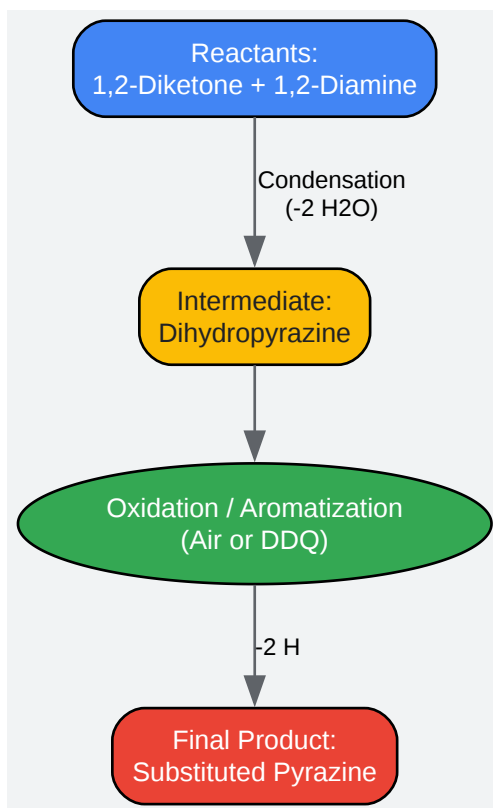 Reactants:
1,2-Diketone + 1,2-Diamine
Condensation
(-2 H2O)
Intermediate:
Dihydropyrazine
Oxidation / Aromatization
(Air or DDQ)
-2 H
Final Product:
Substituted Pyrazine